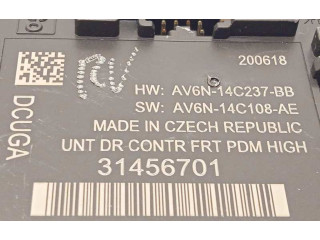 200618
HW: AV6N-14C237-BB
SW: AV6N-14C108-AE
MADE IN CZECH REPUBLIC
UNT DR CONTR FRT PDM HIGH
31456701
DCUGA